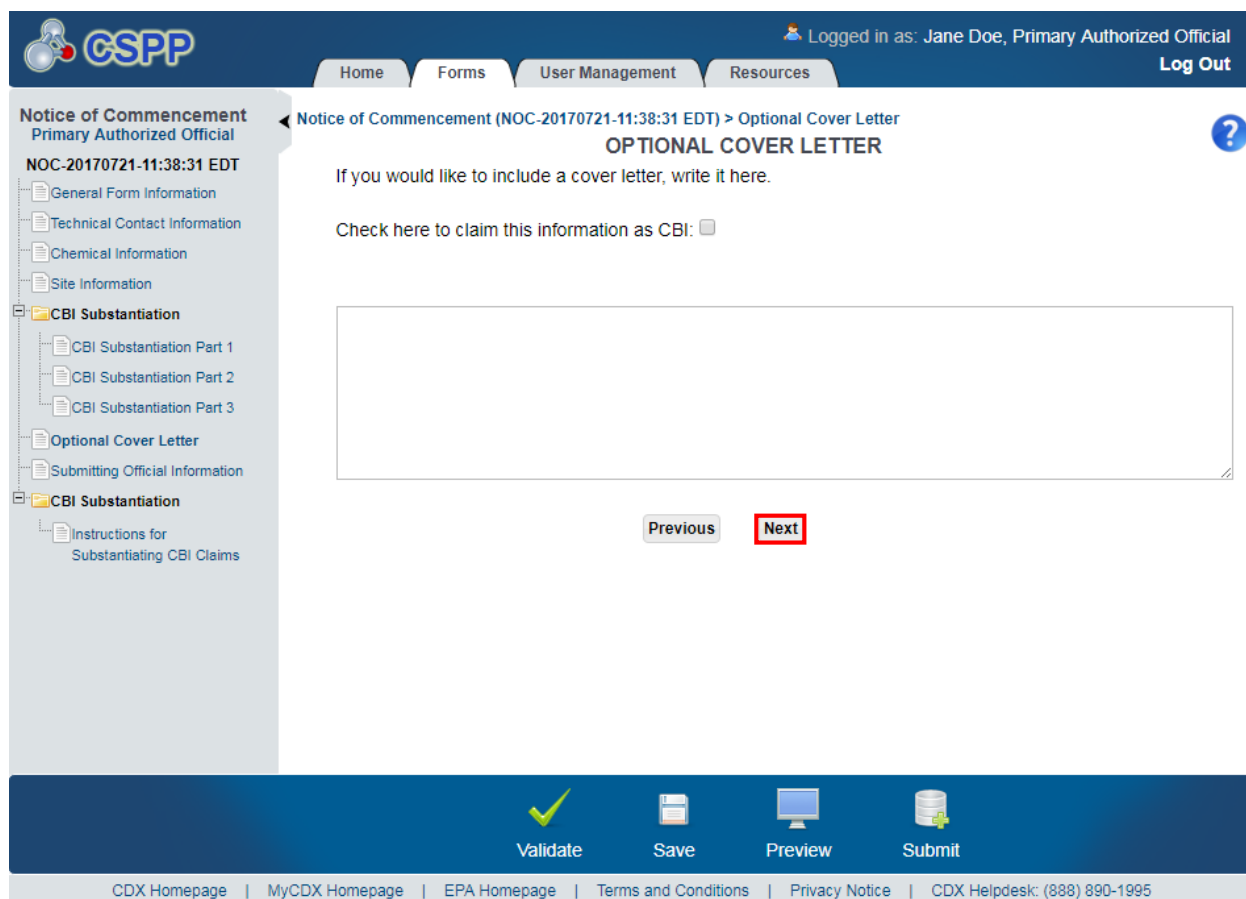 CSPP
Logged in as: Jane Doe, Primary Authorized Official
Log Out
Home
Forms
User Management
Resources
Notice of Commencement
Primary Authorized Official
NOC-20170721-11:38:31 EDT
General Form Information
Technical Contact Information
Chemical Information
Site Information
CBI Substantiation
CBI Substantiation Part 1
CBI Substantiation Part 2
CBI Substantiation Part 3
Optional Cover Letter
Submitting Official Information
CBI Substantiation
Instructions for
Substantiating CBI Claims
Notice of Commencement (NOC-20170721-11:38:31 EDT) > Optional Cover Letter
OPTIONAL COVER LETTER
?
If you would like to include a cover letter, write it here.
Check here to claim this information as CBI:
Previous
Next
Validate
Save
Preview
Submit
CDX Homepage | MyCDX Homepage | EPA Homepage | Terms and Conditions | Privacy Notice | CDX Helpdesk: (888) 890-1995